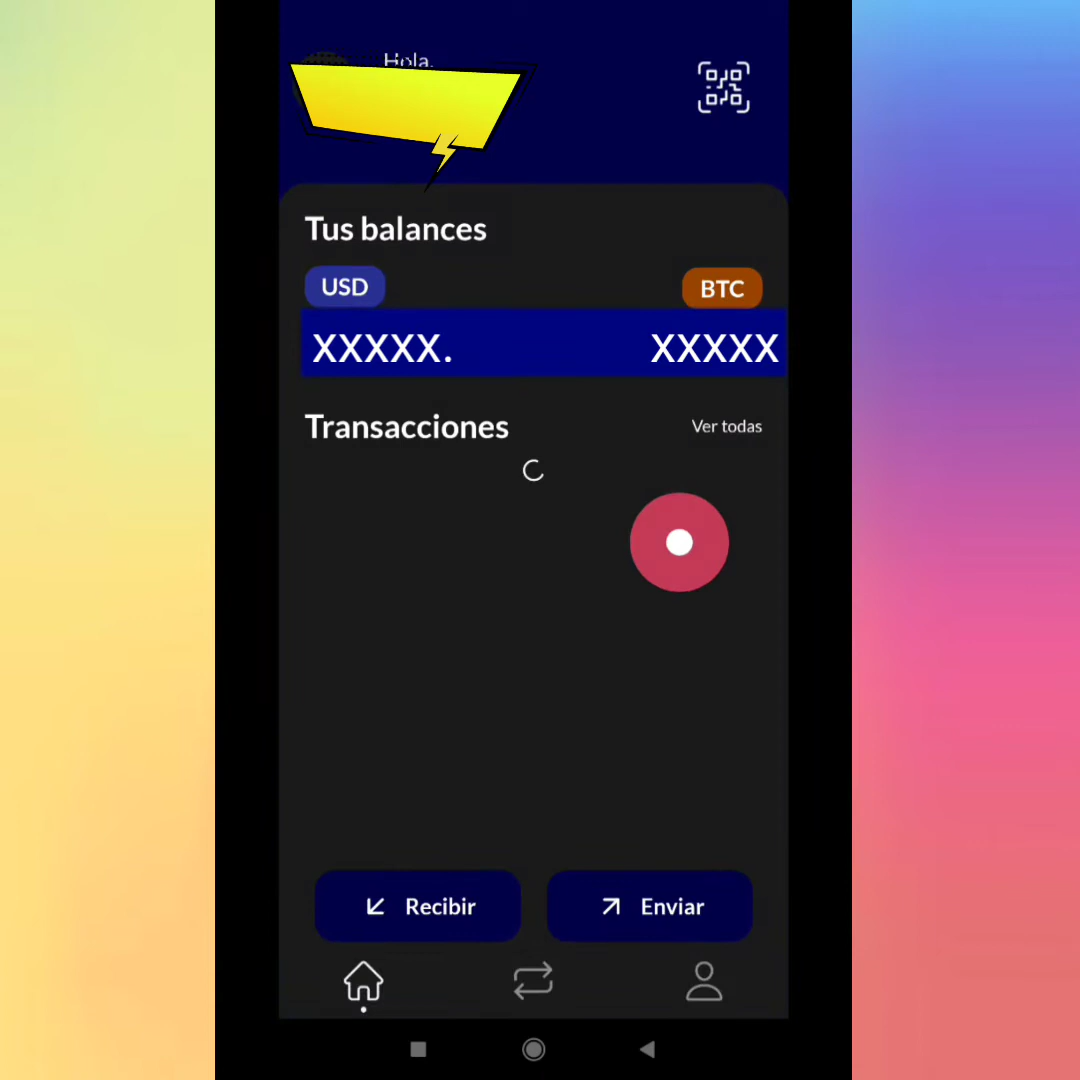 Hola,
Tus balances
USD BTC
XXXXX. XXXXX
Transacciones Ver todas
Recibir Enviar